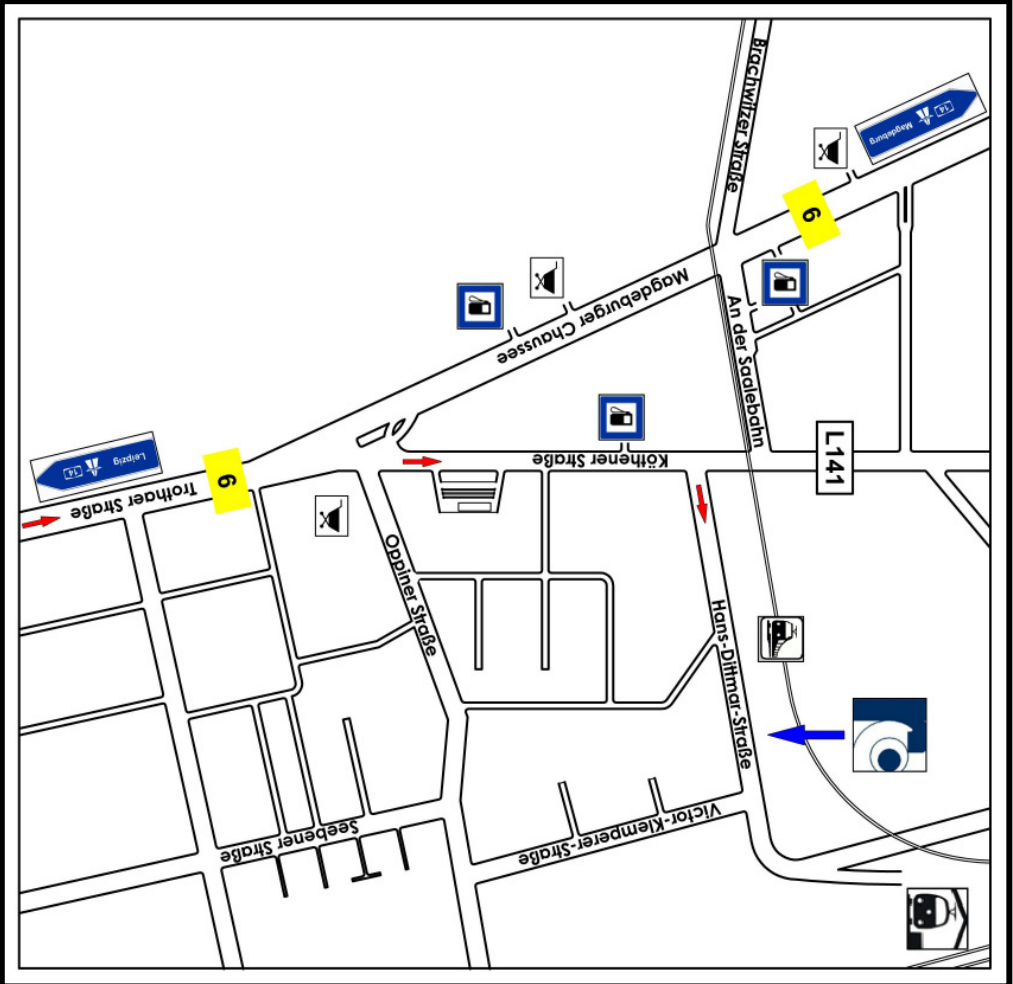 Brachwitzer Straße
Magdeburg 14
6
Magdeburger Chaussee
An der Saalebahn
L141
Köthener Straße
Leipzig 14
6
Trothaer Straße
Oppiner Straße
Hans-Dittmar-Straße
Victor-Klemperer-Straße
Seebener Straße